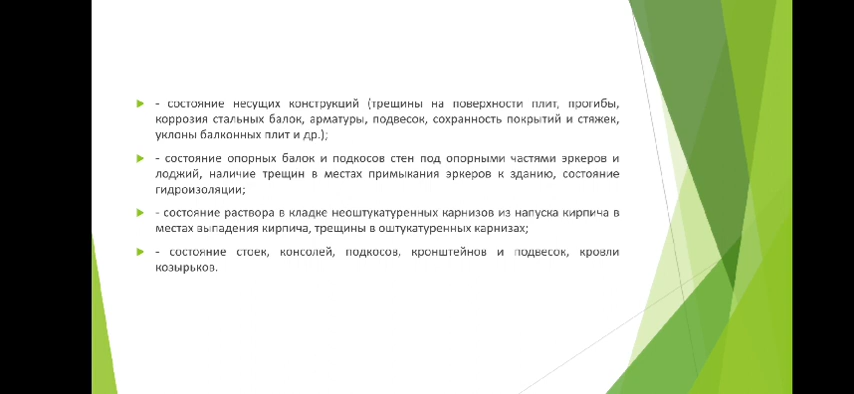 - состояние несущих конструкций (трещины на поверхности плит, прогибы,
коррозия стальных балок, арматуры, подвесок, сохранность покрытий и стяжек,
уклоны балконных плит и др.);
- состояние опорных балок и подкосов стен под опорными частями эркеров и
лоджий, наличие трещин в местах примыкания эркеров к зданию, состояние
гидроизоляции;
- состояние раствора в кладке неоштукатуренных карнизов из напуска кирпича в
местах выпадения кирпича, трещины в оштукатуренных карнизах;
- состояние стоек, консолей, подкосов, кронштейнов и подвесок, кровли
козырьков.